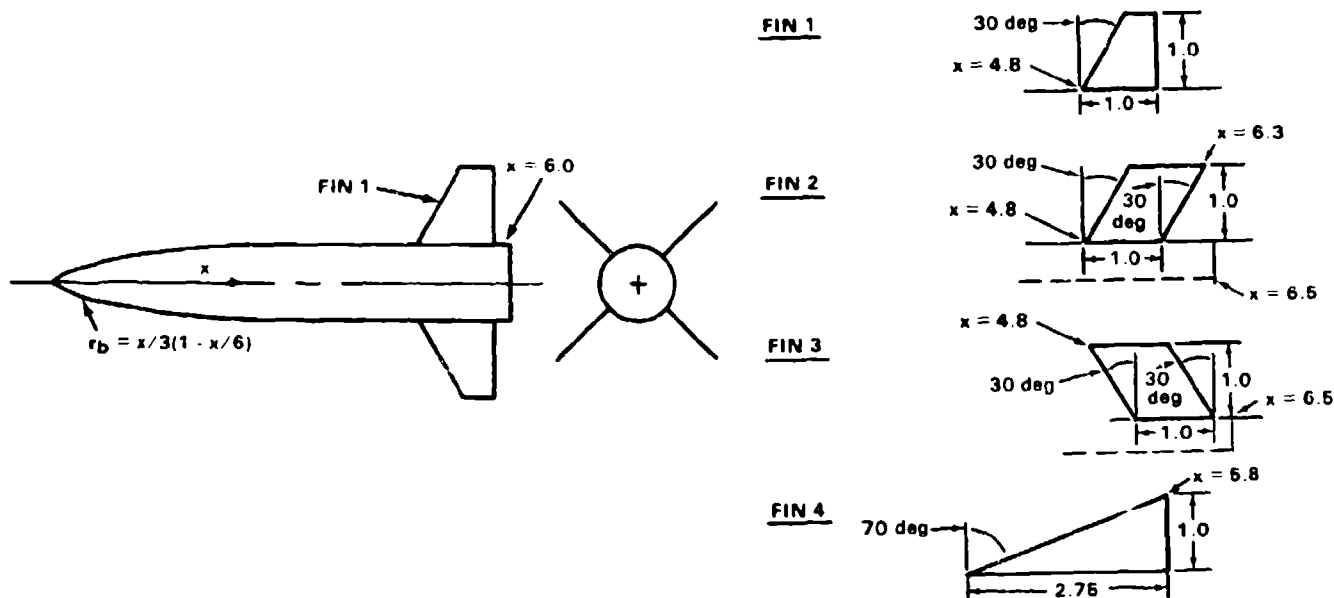 FIN 1
30 deg
x = 4.8
1.0
1.0
x = 6.0
FIN 1
x
r_b = x/3(1 - x/6)
FIN 2
30 deg
x = 4.8
30 deg
1.0
1.0
x = 6.3
x = 6.5
FIN 3
x = 4.8
30 deg
30 deg
1.0
1.0
x = 6.5
FIN 4
70 deg
x = 5.8
1.0
2.75